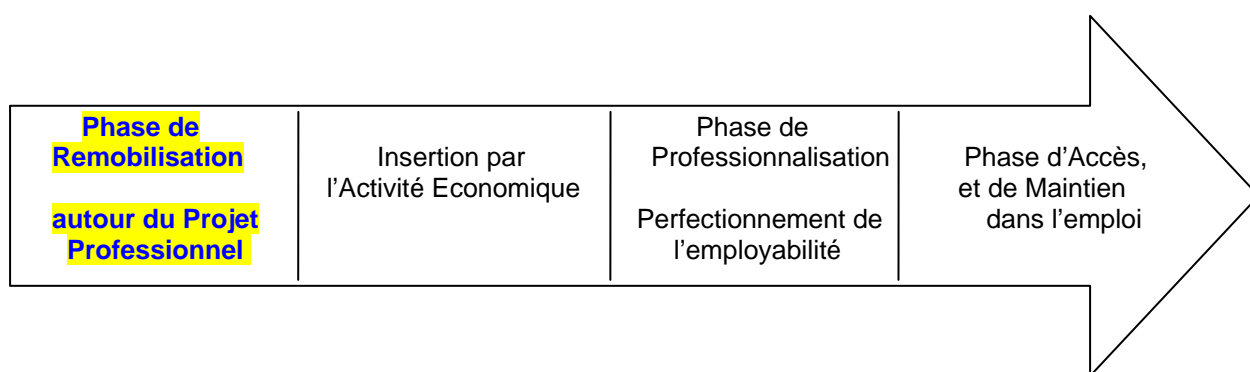 Phase de
Remobilisation
autour du Projet
Professionnel
Insertion par
l'Activité Economique
Phase de
Professionnalisation
Perfectionnement de
l'employabilité
Phase d'Accès,
et de Maintien
dans l'emploi